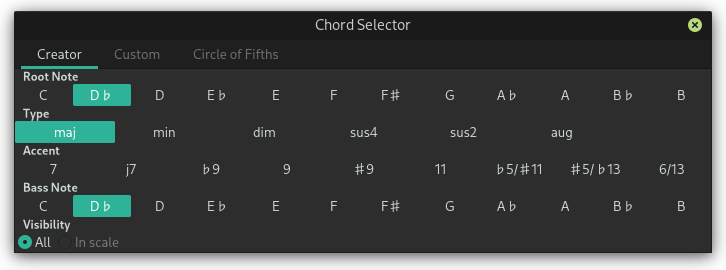 Chord Selector
Creator Custom Circle of Fifths
Root Note
C D♭ D E♭ E F F♯ G A♭ A B♭ B
Type
maj min dim sus4 sus2 aug
Accent
7 j7 ♭9 9 ♯9 11 ♭5/♯11 ♯5/♭13 6/13
Bass Note
C D♭ D E♭ E F F♯ G A♭ A B♭ B
Visibility
All In scale